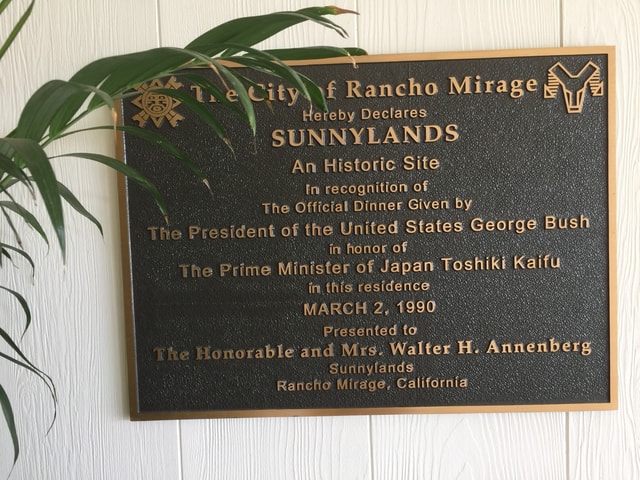 The City of Rancho Mirage
Hereby Declares
SUNNYLANDS
An Historic Site
In recognition of
The Official Dinner Given by
The President of the United States George Bush
in honor of
The Prime Minister of Japan Toshiki Kaifu
in this residence
MARCH 2, 1990
Presented to
The Honorable and Mrs. Walter H. Annenberg
Sunnylands
Rancho Mirage, California